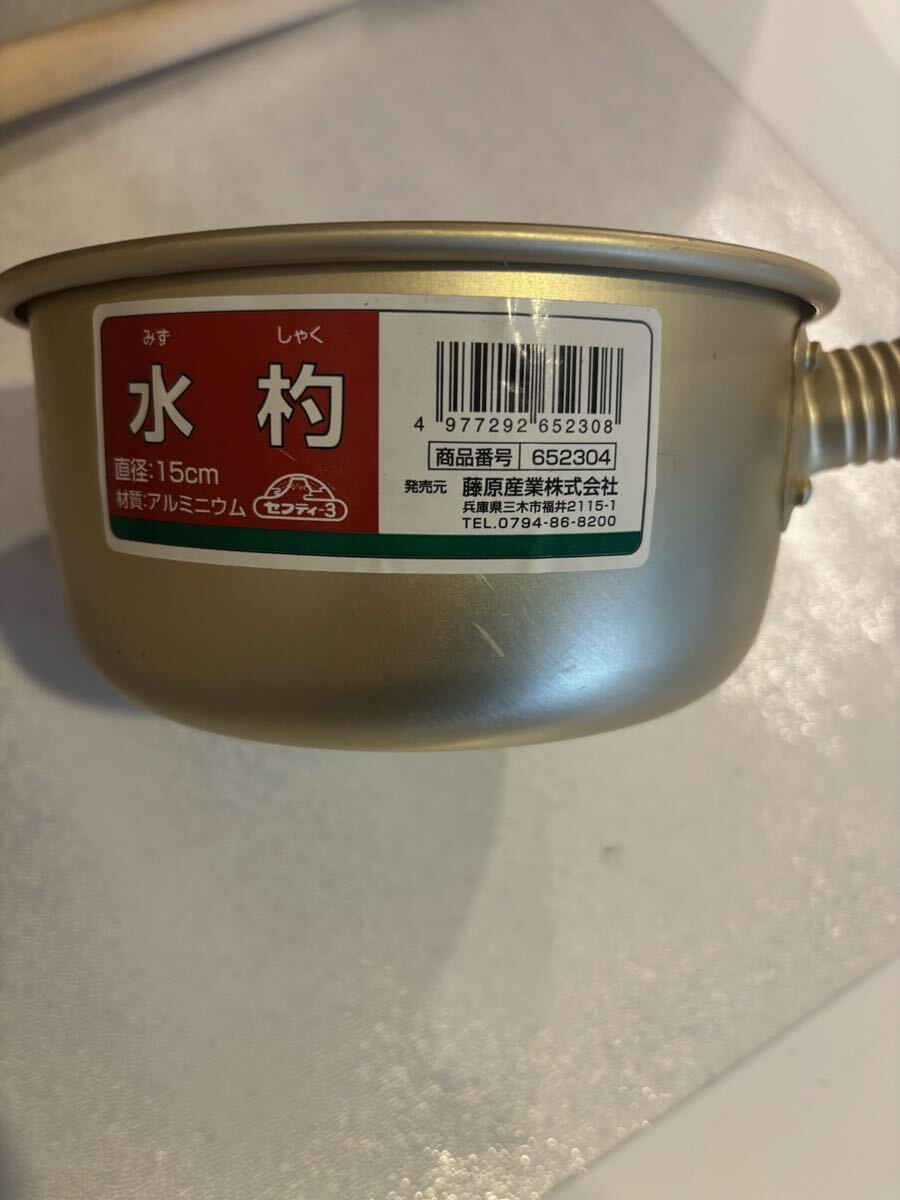 みず しゃく
水 杓
直径:15cm
材質:アルミニウム
セフティ-3
4 977292 652308
商品番号 652304
発売元 藤原産業株式会社
兵庫県三木市福井2115-1
TEL.0794-86-8200